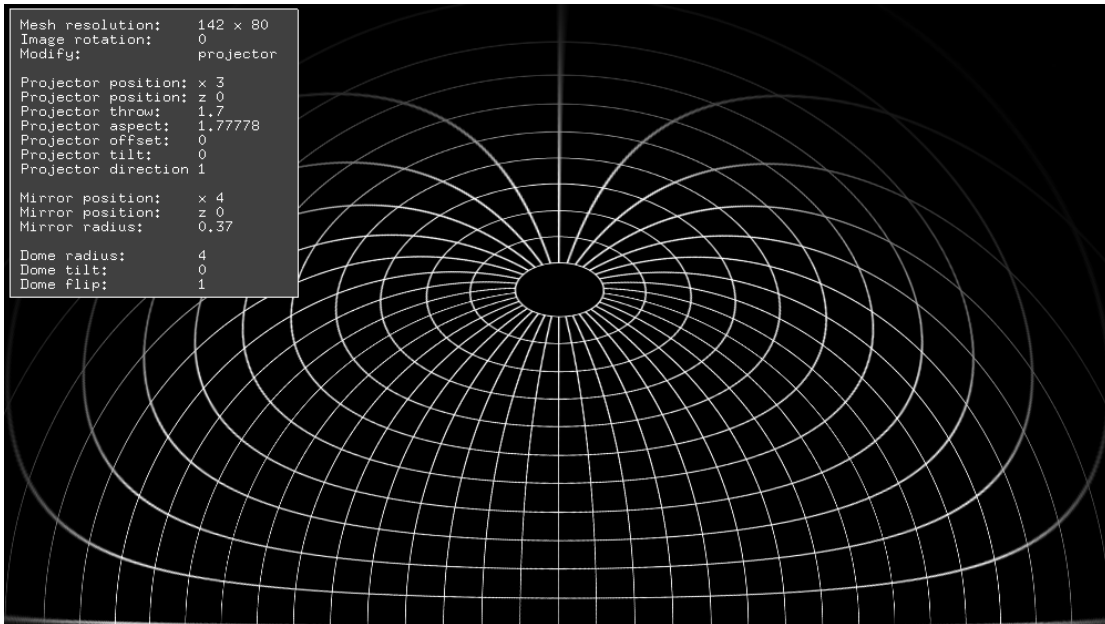 Mesh resolution: 142 x 80
Image rotation: 0
Modify: projector
Projector position: x 3
Projector position: z 0
Projector throw: 1.7
Projector aspect: 1.77778
Projector offset: 0
Projector tilt: 0
Projector direction 1
Mirror position: x 4
Mirror position: z 0
Mirror radius: 0.37
Dome radius: 4
Dome tilt: 0
Dome flip: 1